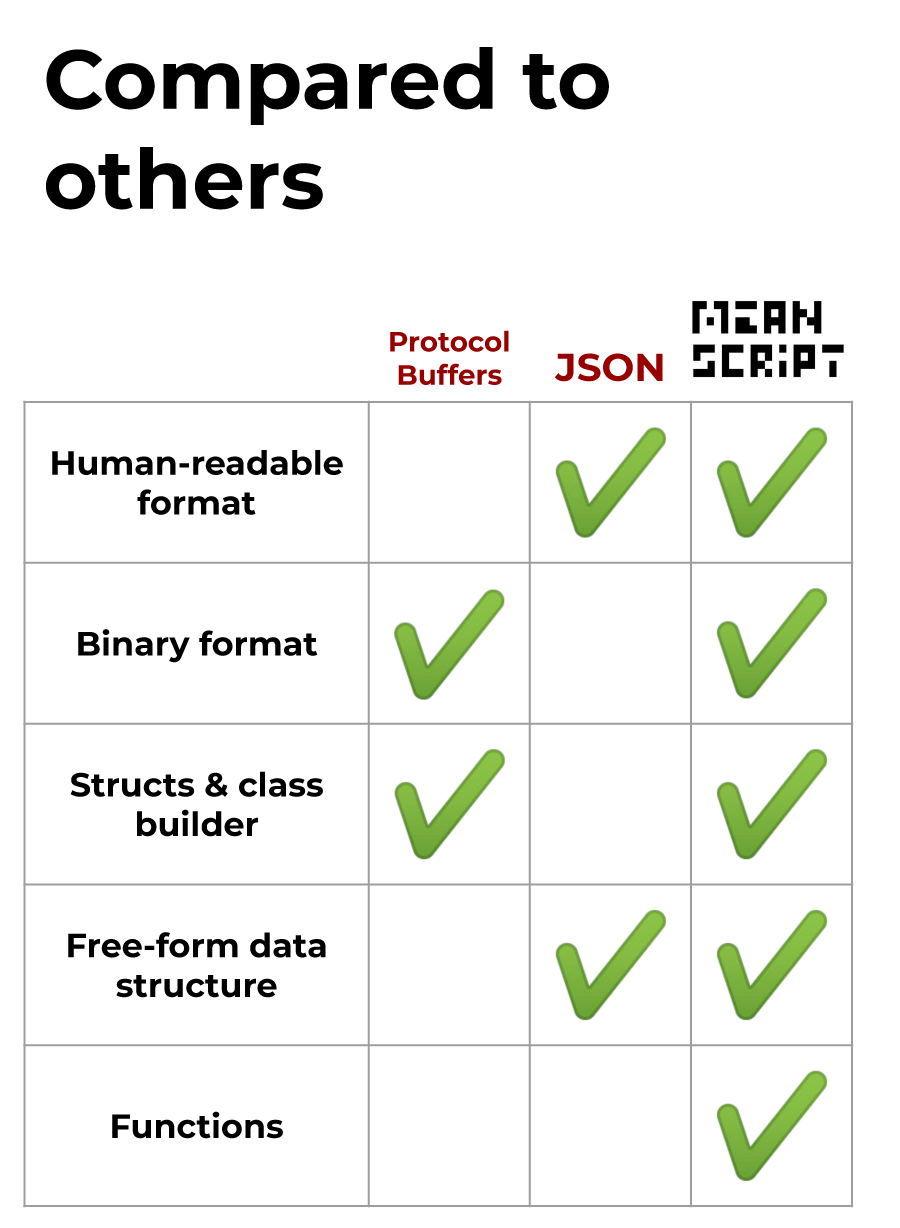 Compared to
others
Protocol
Buffers
JSON
MEAN
SCRiPT
Human-readable
format
Binary format
Structs & class
builder
Free-form data
structure
Functions